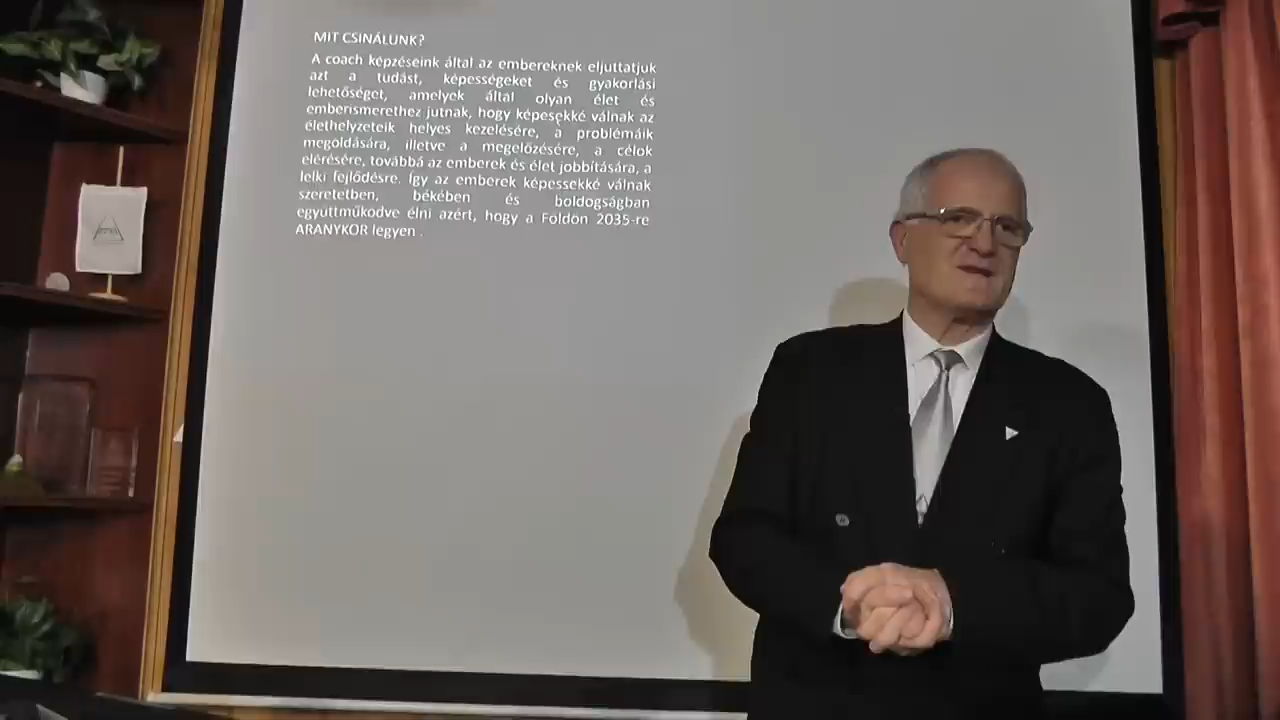 MIT CSINÁLUNK?
A coach képzéseink által az embereknek eljuttatjuk
azt a tudást, képességeket és gyakorlási
lehetőséget, amelyek által olyan élet és
emberismerethez jutnak, hogy képesekké válnak az
élethelyzeteik helyes kezelésére, a problémáik
megoldására, illetve a megelőzésére, a célok
elérésére, továbbá az emberek és élet jobbítására, a
lelki fejlődésre. Így az emberek képessekké válnak
szeretetben, békében és boldogságban
együttműködve élni azért, hogy a Földön 2035-re
ARANYKOR legyen .